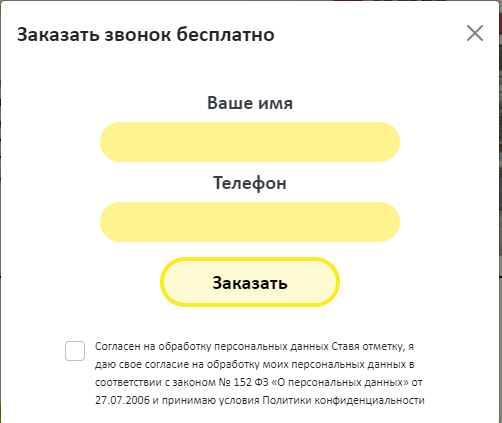 Заказать звонок бесплатно
Ваше имя
Телефон
Заказать
Согласен на обработку персональных данных Ставя отметку, я
даю свое согласие на обработку моих персональных данных в
соответствии с законом № 152 ФЗ «О персональных данных» от
27.07.2006 и принимаю условия Политики конфиденциальности